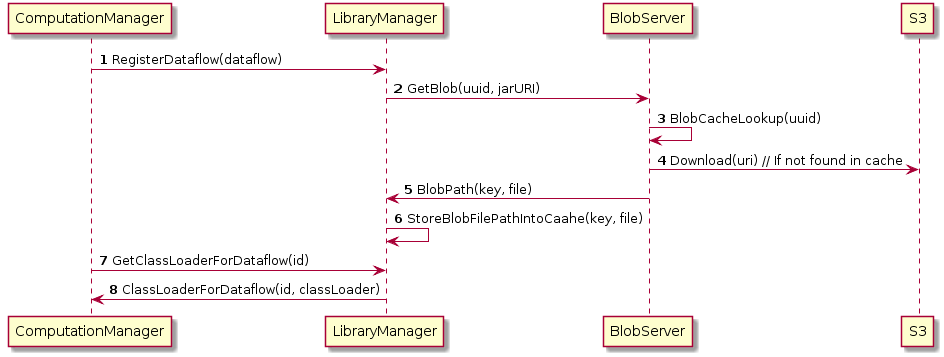 ComputationManager LibraryManager BlobServer S3
1 RegisterDataflow(dataflow)
2 GetBlob(uuid, jarURI)
3 BlobCacheLookup(uuid)
4 Download(uri) // If not found in cache
5 BlobPath(key, file)
6 StoreBlobFilePathIntoCaahe(key, file)
7 GetClassLoaderForDataflow(id)
8 ClassLoaderForDataflow(id, classLoader)
ComputationManager LibraryManager BlobServer S3